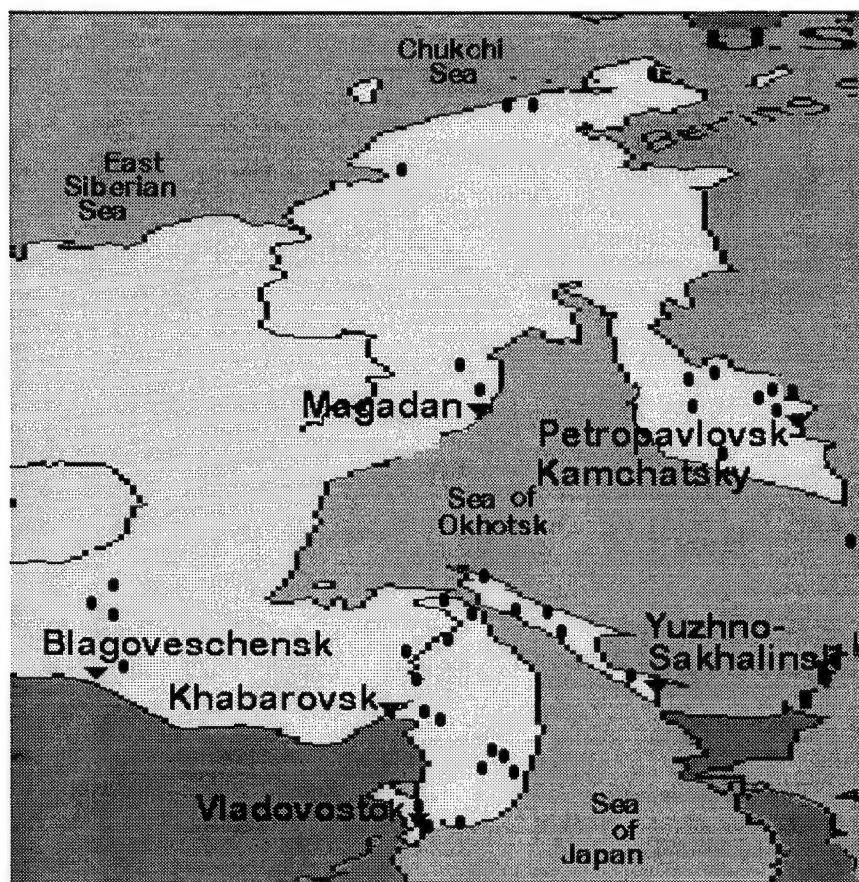 Chukchi
Sea
East
Siberian
Sea
Magadan
Petropavlovsk-
Kamchatsky
Sea of
Okhotsk
Yuzhno-
Sakhalinsk
Blagoveschensk
Khabarovsk
Vladovostok
Sea
of
Japan